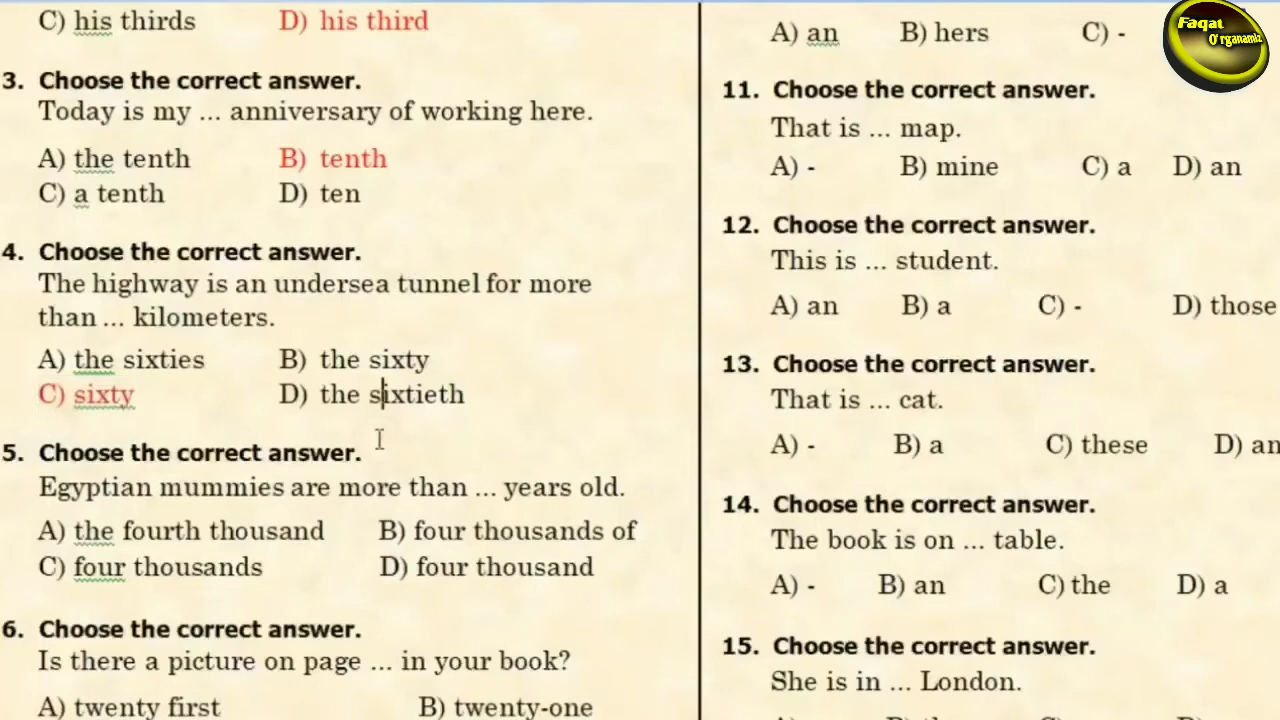 C) his thirds D) his third
3. Choose the correct answer.
Today is my ... anniversary of working here.
A) the tenth B) tenth
C) a tenth D) ten
4. Choose the correct answer.
The highway is an undersea tunnel for more
than ... kilometers.
A) the sixties B) the sixty
C) sixty D) the sixtieth
5. Choose the correct answer.
Egyptian mummies are more than ... years old.
A) the fourth thousand B) four thousands of
C) four thousands D) four thousand
6. Choose the correct answer.
Is there a picture on page ... in your book?
A) twenty first B) twenty-one
A) an B) hers C) -
11. Choose the correct answer.
That is ... map.
A) - B) mine C) a D) an
12. Choose the correct answer.
This is ... student.
A) an B) a C) - D) those
13. Choose the correct answer.
That is ... cat.
A) - B) a C) these D) an
14. Choose the correct answer.
The book is on ... table.
A) - B) an C) the D) a
15. Choose the correct answer.
She is in ... London.
Faqat
O'rganamiz